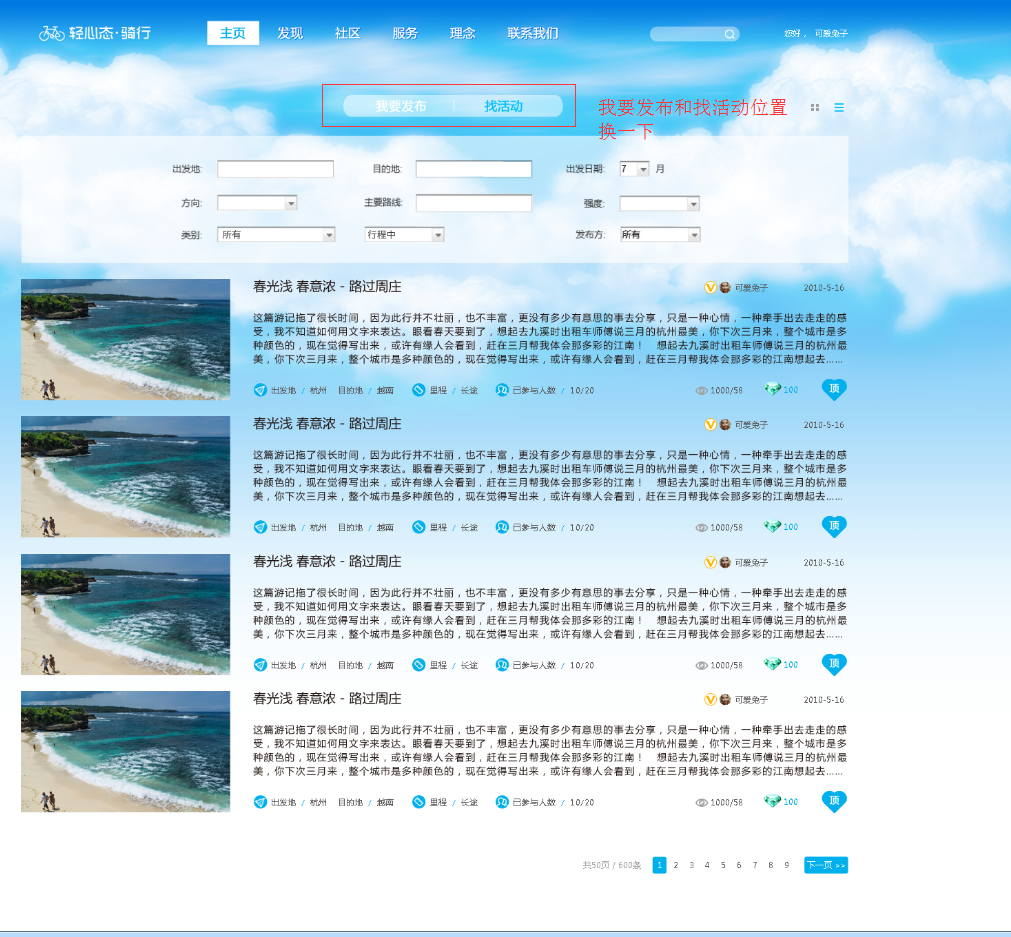 轻心态·骑行 主页 发现 社区 服务 理念 联系我们 您好， 可爱兔子
我要发布 | 找活动
我要发布和找活动位置
换一下
出发地: 目的地: 出发日期: 7 月
方向: 主要路线: 强度:
类别: 所有 行程中 发布方: 所有
春光浅 春意浓 - 路过周庄 V 可爱兔子 2010-5-16
这篇游记拖了很长时间，因为此行并不壮丽，也不丰富，更没有多少有意思的事去分享，只是一种心情，一种牵手出去走走的感
受，我不知道如何用文字来表达。眼看春天要到了，想起去九溪时出租车师傅说三月的杭州最美，你下次三月来，整个城市是多
种颜色的，现在觉得写出来，或许有缘人会看到，赶在三月帮我体会那多彩的江南！ 想起去九溪时出租车师傅说三月的杭州最
美，你下次三月来，整个城市是多种颜色的，现在觉得写出来，或许有缘人会看到，赶在三月帮我体会那多彩的江南想起去......
出发地 / 杭州 目的地 / 越南 里程 / 长途 已参与人数 / 10/20 1000/58 100 顶
春光浅 春意浓 - 路过周庄 V 可爱兔子 2010-5-16
这篇游记拖了很长时间，因为此行并不壮丽，也不丰富，更没有多少有意思的事去分享，只是一种心情，一种牵手出去走走的感
受，我不知道如何用文字来表达。眼看春天要到了，想起去九溪时出租车师傅说三月的杭州最美，你下次三月来，整个城市是多
种颜色的，现在觉得写出来，或许有缘人会看到，赶在三月帮我体会那多彩的江南！ 想起去九溪时出租车师傅说三月的杭州最
美，你下次三月来，整个城市是多种颜色的，现在觉得写出来，或许有缘人会看到，赶在三月帮我体会那多彩的江南想起去......
出发地 / 杭州 目的地 / 越南 里程 / 长途 已参与人数 / 10/20 1000/58 100 顶
春光浅 春意浓 - 路过周庄 V 可爱兔子 2010-5-16
这篇游记拖了很长时间，因为此行并不壮丽，也不丰富，更没有多少有意思的事去分享，只是一种心情，一种牵手出去走走的感
受，我不知道如何用文字来表达。眼看春天要到了，想起去九溪时出租车师傅说三月的杭州最美，你下次三月来，整个城市是多
种颜色的，现在觉得写出来，或许有缘人会看到，赶在三月帮我体会那多彩的江南！ 想起去九溪时出租车师傅说三月的杭州最
美，你下次三月来，整个城市是多种颜色的，现在觉得写出来，或许有缘人会看到，赶在三月帮我体会那多彩的江南想起去......
出发地 / 杭州 目的地 / 越南 里程 / 长途 已参与人数 / 10/20 1000/58 100 顶
春光浅 春意浓 - 路过周庄 V 可爱兔子 2010-5-16
这篇游记拖了很长时间，因为此行并不壮丽，也不丰富，更没有多少有意思的事去分享，只是一种心情，一种牵手出去走走的感
受，我不知道如何用文字来表达。眼看春天要到了，想起去九溪时出租车师傅说三月的杭州最美，你下次三月来，整个城市是多
种颜色的，现在觉得写出来，或许有缘人会看到，赶在三月帮我体会那多彩的江南！ 想起去九溪时出租车师傅说三月的杭州最
美，你下次三月来，整个城市是多种颜色的，现在觉得写出来，或许有缘人会看到，赶在三月帮我体会那多彩的江南想起去......
出发地 / 杭州 目的地 / 越南 里程 / 长途 已参与人数 / 10/20 1000/58 100 顶
共50页 / 600条 1 2 3 4 5 6 7 8 9 下一页 >>